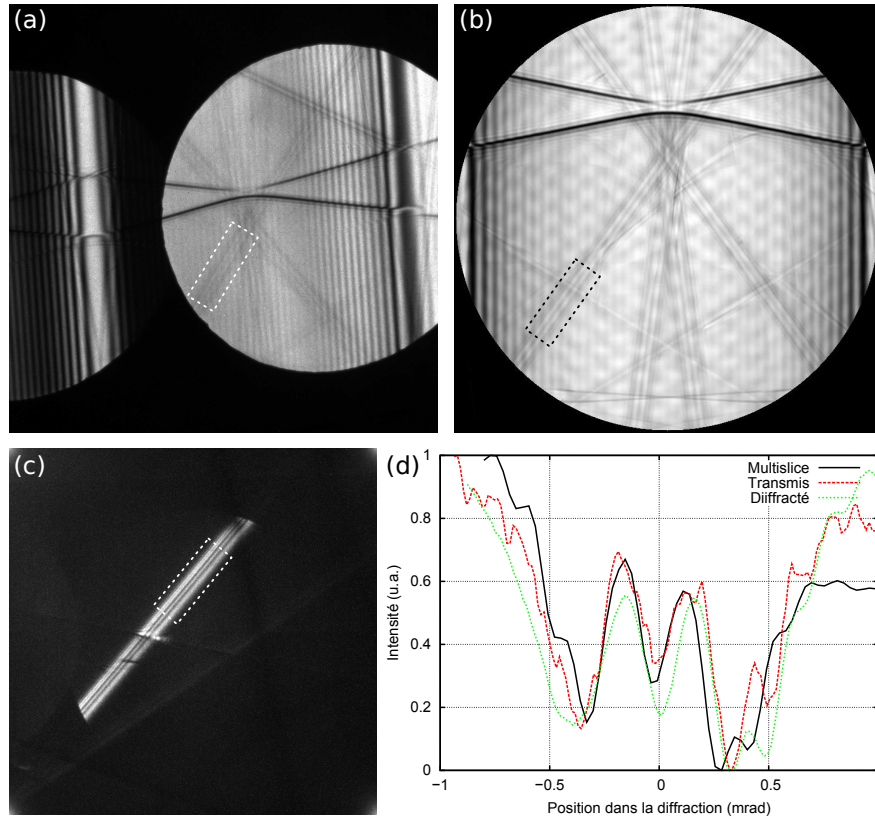 (a)
(b)
(c)
(d)
Multislice
Transmis
Diiffracté
1
0.8
0.6
0.4
0.2
0
Intensité (u.a.)
−1
−0.5
0
0.5
Position dans la diffraction (mrad)